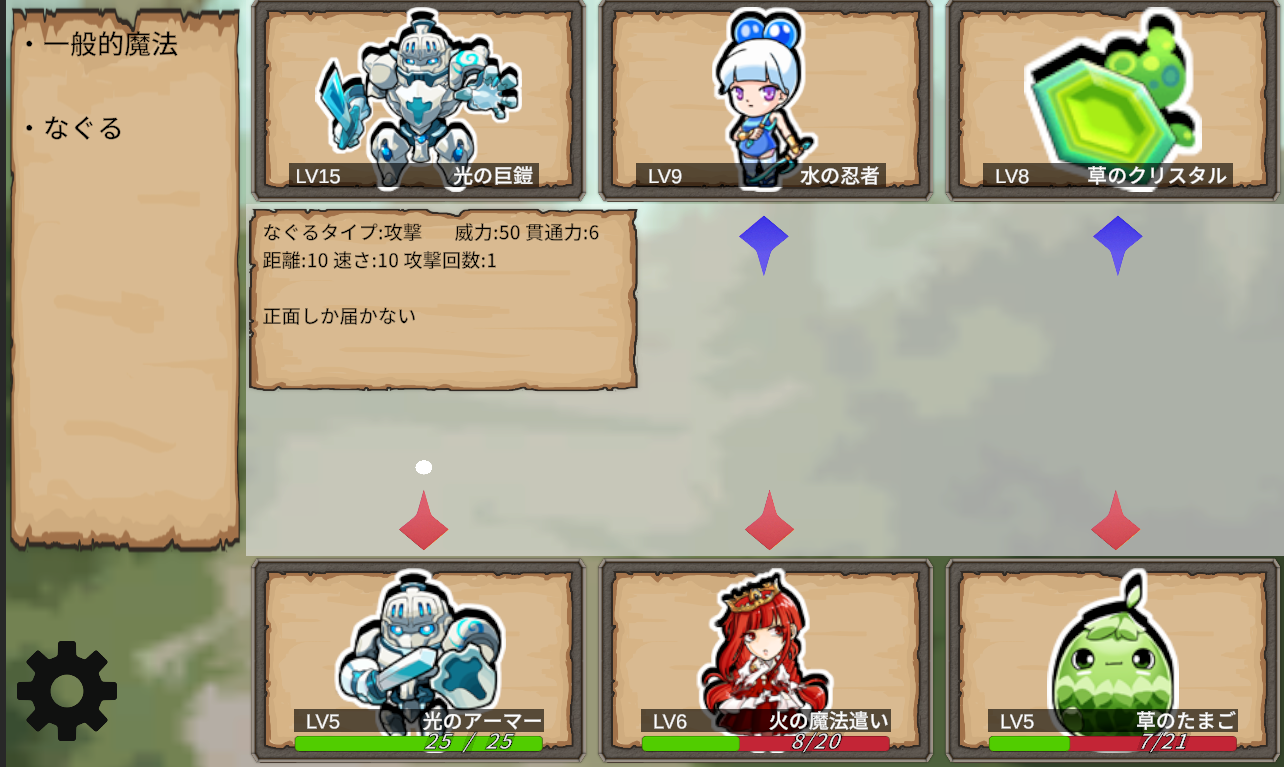 ・一般的魔法
・なぐる
LV15 光の巨鎧
LV9 水の忍者
LV8 草のクリスタル
なぐるタイプ:攻撃 威力:50 貫通力:6
距離:10 速さ:10 攻撃回数:1
正面しか届かない
LV5 光のアーマー
25 / 25
LV6 火の魔法遣い
8/20
LV5 草のたまご
7/21